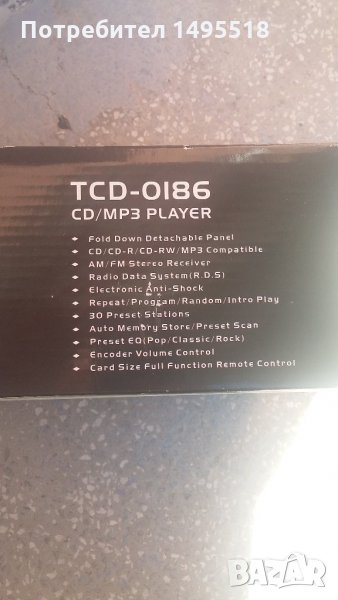 Потребител 1495518
TCD-0186
CD/MP3 PLAYER
Fold Down Detachable Panel
CD/CD-R/CD-RW/MP3 Compatible
AM/FM Stereo Receiver
Radio Data System(R.D.S)
Electronic Anti-Shock
Repeat/Program/Random/Intro Play
30 Preset Stations
Auto Memory Store/Preset Scan
Preset EQ(Pop/Classic/Rock)
Encoder Volume Control
Card Size Full Function Remote Control
BAZAR